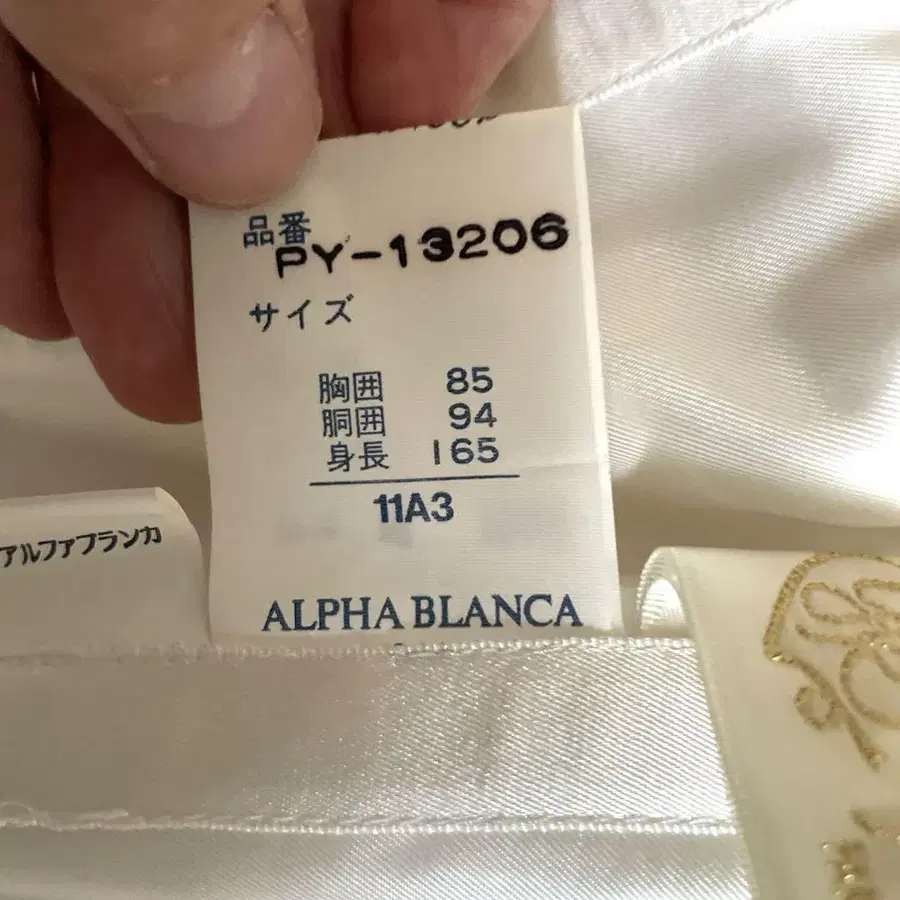 品番
PY-13206
サイズ
胸囲 85
胴囲 94
身長 165
11A3
ALPHA BLANCA
アルファブランカ